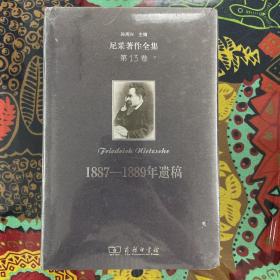 孙周兴 主编
尼采著作全集
第13卷
Friedrich Nietzsche
1887—1889年遗稿
商务印书馆